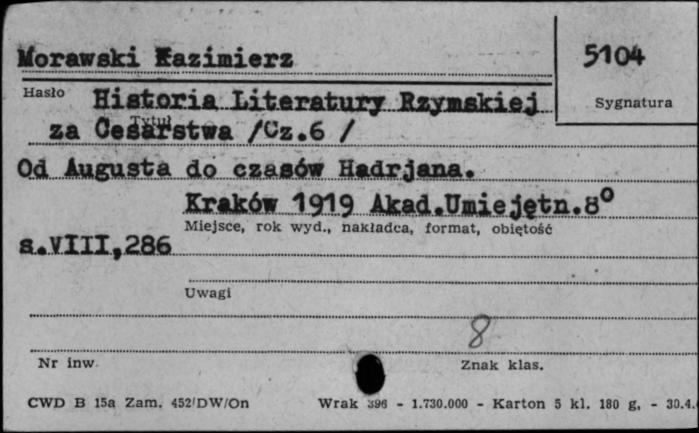 Morawski Kazimierz
5104
Hasło
Sygnatura
Historia Literatury Rzymskiej
Tytuł
za Cesarstwa /Cz.6 /
Od Augusta do czasów Hadrjana.
Kraków 1919 Akad.Umiejętn.8°
Miejsce, rok wyd., nakładca, format, objętość
s.VIII,286
Uwagi
8
Nr inw.
Znak klas.
CWD B 15a Zam. 452/DW/On Wrak 396 - 1.730.000 - Karton 5 kl. 180 g. - 30.4.